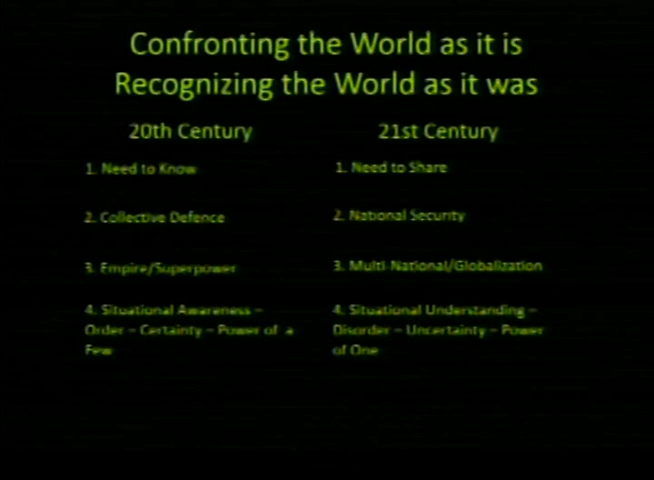 Confronting the World as it is
Recognizing the World as it was
20th Century
1. Need to Know
2. Collective Defence
3. Empire/Superpower
4. Situational Awareness –
Order – Certainty – Power of a
Few
21st Century
1. Need to Share
2. National Security
3. Multi-National/Globalization
4. Situational Understanding –
Disorder – Uncertainty – Power
of One